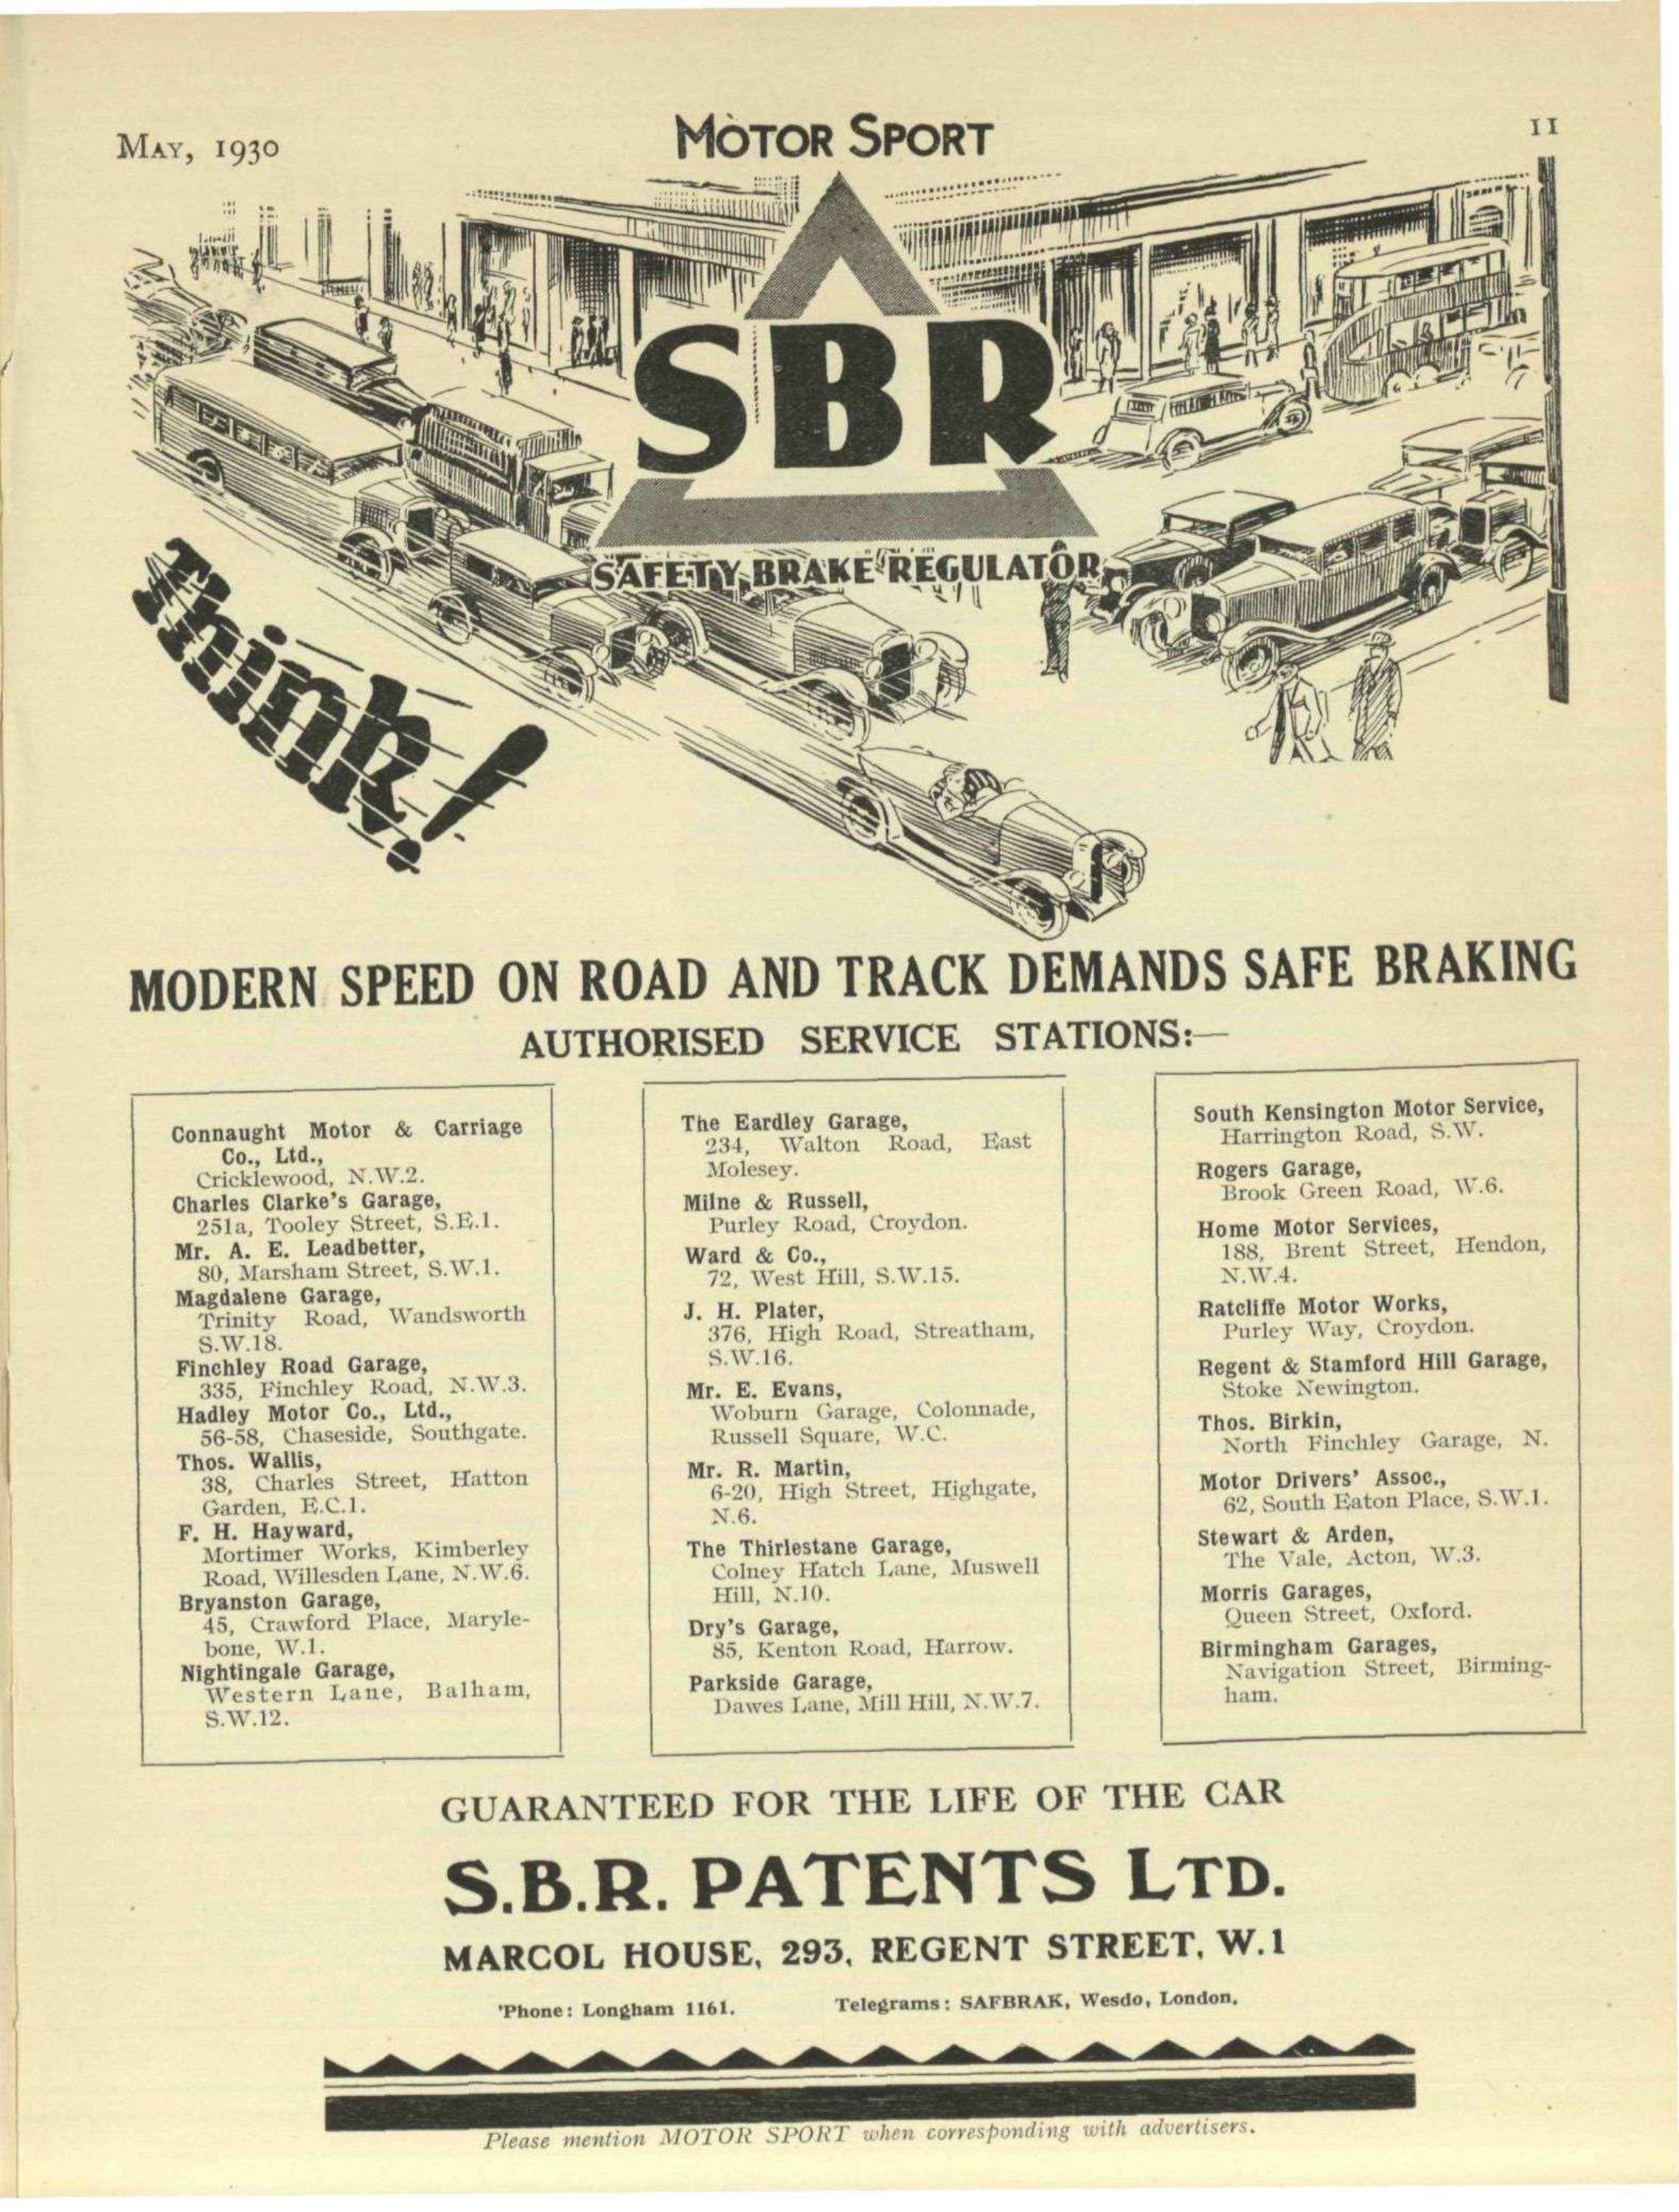 MAY, 1930
MOTOR SPORT
11
SBR
SAFETY BRAKE REGULATOR
Think!
MODERN SPEED ON ROAD AND TRACK DEMANDS SAFE BRAKING
AUTHORISED SERVICE STATIONS:—
Connaught Motor & Carriage
Co., Ltd.,
Cricklewood, N.W.2.
Charles Clarke's Garage,
251a, Tooley Street, S.E.1.
Mr. A. E. Leadbetter,
80, Marsham Street, S.W.1.
Magdalene Garage,
Trinity Road, Wandsworth
S.W.18.
Finchley Road Garage,
335, Finchley Road, N.W.3.
Hadley Motor Co., Ltd.,
56-58, Chaseside, Southgate.
Thos. Wallis,
38, Charles Street, Hatton
Garden, E.C.1.
F. H. Hayward,
Mortimer Works, Kimberley
Road, Willesden Lane, N.W.6.
Bryanston Garage,
45, Crawford Place, Maryle-
bone, W.1.
Nightingale Garage,
Western Lane, Balham,
S.W.12.
The Eardley Garage,
234, Walton Road, East
Molesey.
Milne & Russell,
Purley Road, Croydon.
Ward & Co.,
72, West Hill, S.W.15.
J. H. Plater,
376, High Road, Streatham,
S.W.16.
Mr. E. Evans,
Woburn Garage, Colonnade,
Russell Square, W.C.
Mr. R. Martin,
6-20, High Street, Highgate,
N.6.
The Thirlestane Garage,
Colney Hatch Lane, Muswell
Hill, N.10.
Dry's Garage,
85, Kenton Road, Harrow.
Parkside Garage,
Dawes Lane, Mill Hill, N.W.7.
South Kensington Motor Service,
Harrington Road, S.W.
Rogers Garage,
Brook Green Road, W.6.
Home Motor Services,
188, Brent Street, Hendon,
N.W.4.
Ratcliffe Motor Works,
Purley Way, Croydon.
Regent & Stamford Hill Garage,
Stoke Newington.
Thos. Birkin,
North Finchley Garage, N.
Motor Drivers' Assoc.,
62, South Eaton Place, S.W.1.
Stewart & Arden,
The Vale, Acton, W.3.
Morris Garages,
Queen Street, Oxford.
Birmingham Garages,
Navigation Street, Birming-
ham.
GUARANTEED FOR THE LIFE OF THE CAR
S.B.R. PATENTS LTD.
MARCOL HOUSE, 293, REGENT STREET, W.1
'Phone: Longham 1161. Telegrams: SAFBRAK, Wesdo, London.
Please mention MOTOR SPORT when corresponding with advertisers.